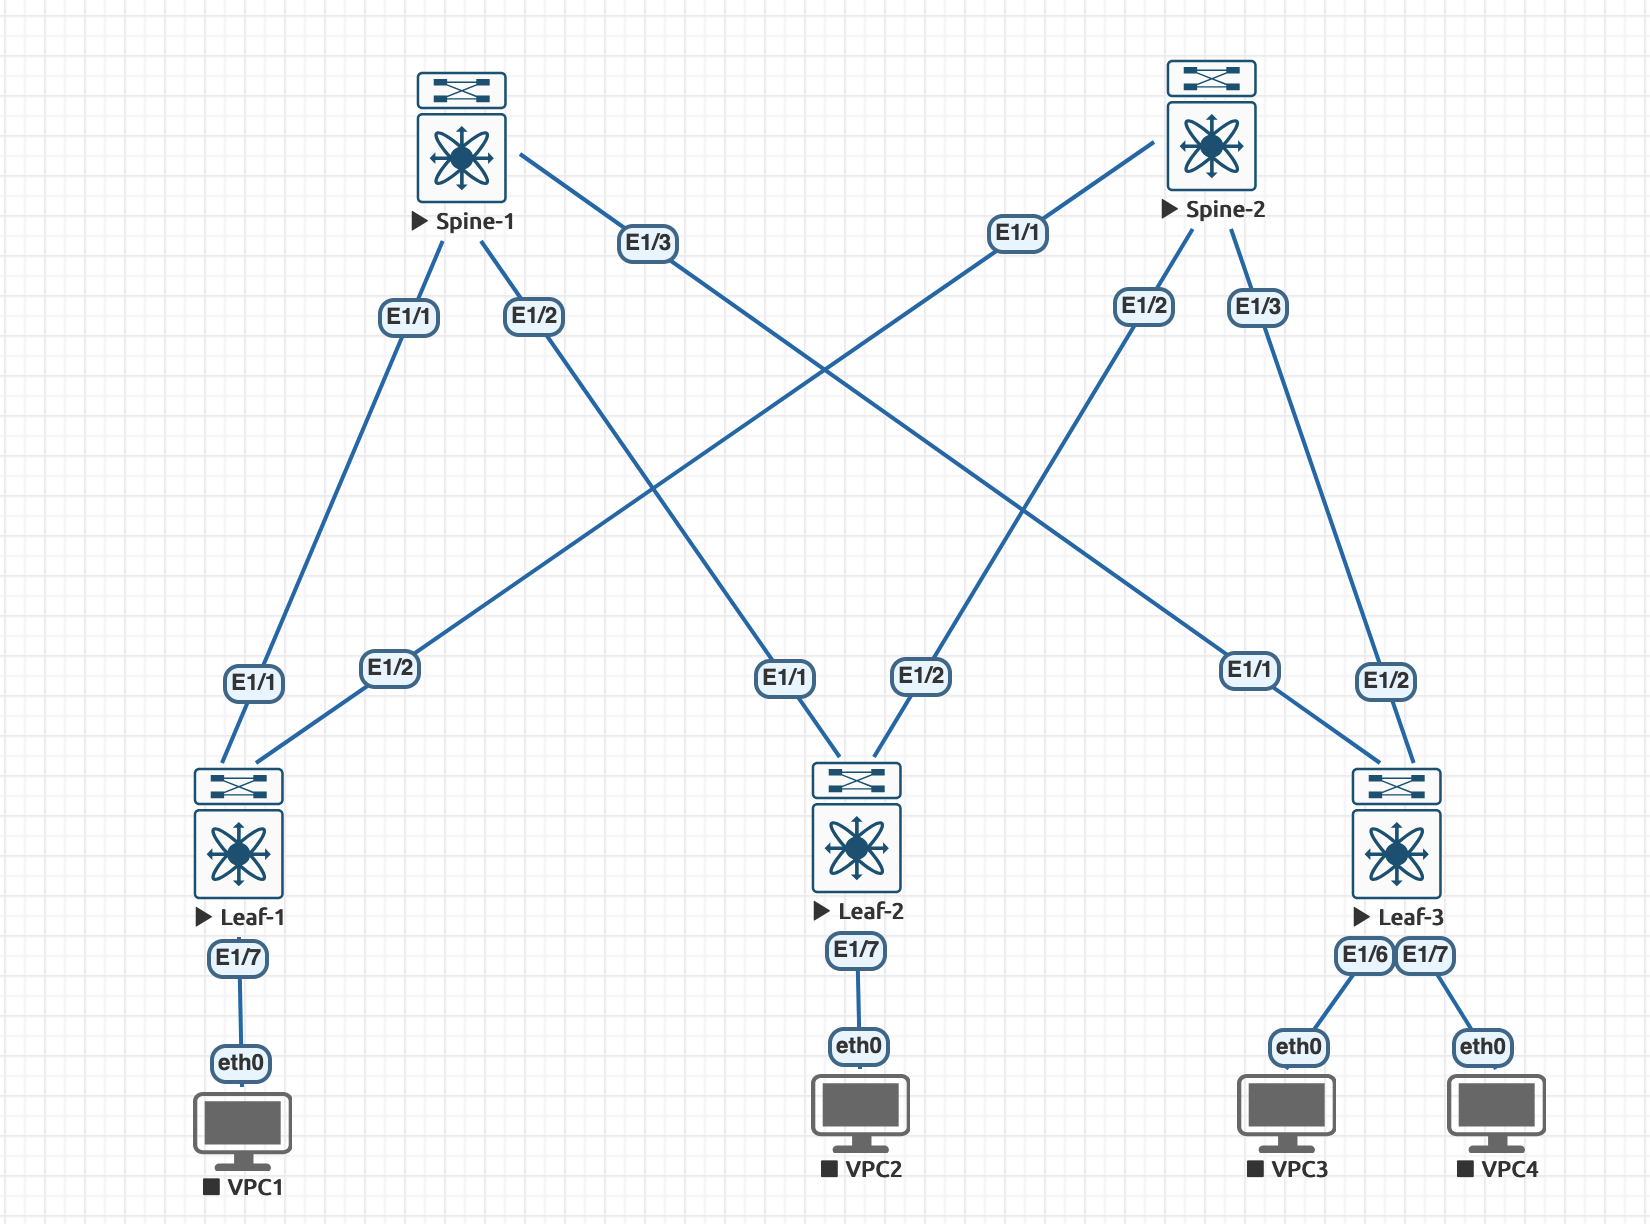 Spine-1
Spine-2
E1/3
E1/1
E1/1
E1/2
E1/2
E1/3
E1/1
E1/2
E1/1
E1/2
E1/1
E1/2
Leaf-1
Leaf-2
Leaf-3
E1/7
E1/7
E1/6
E1/7
eth0
eth0
eth0
eth0
VPC1
VPC2
VPC3
VPC4